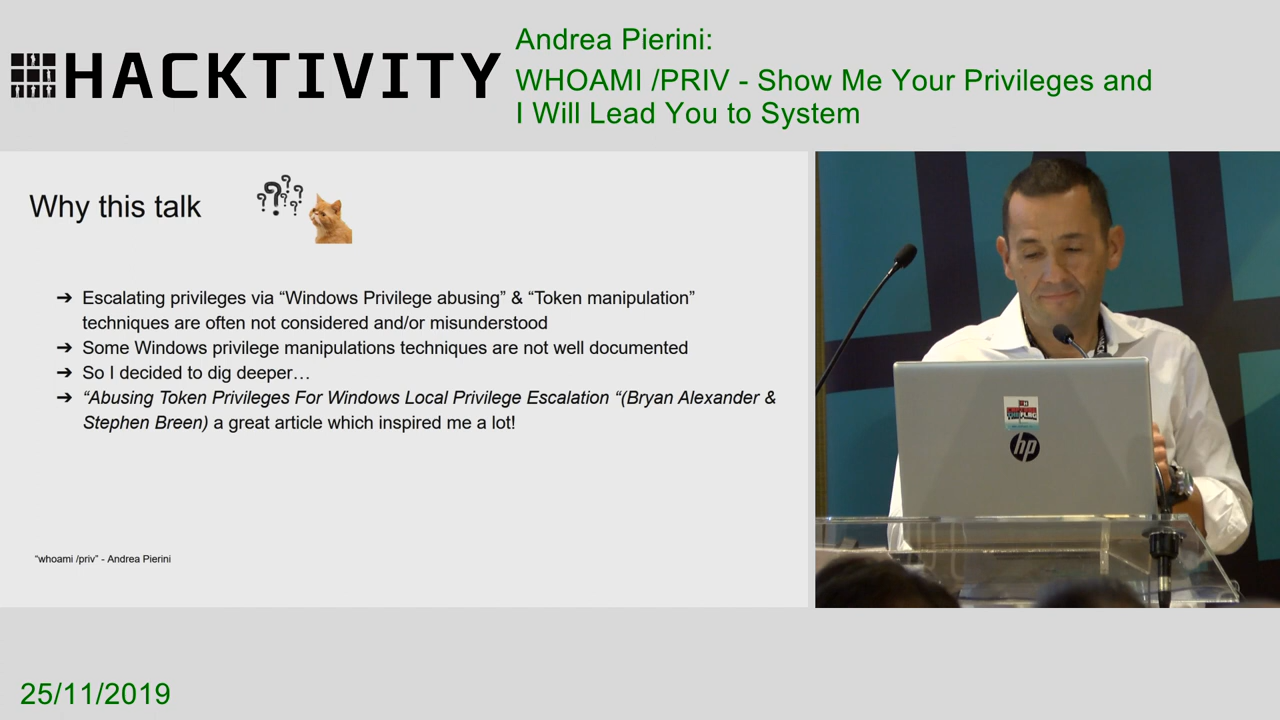 HACKTIVITY
Andrea Pierini:
WHOAMI /PRIV - Show Me Your Privileges and
I Will Lead You to System
Why this talk
➔ Escalating privileges via “Windows Privilege abusing” & “Token manipulation”
techniques are often not considered and/or misunderstood
➔ Some Windows privilege manipulations techniques are not well documented
➔ So I decided to dig deeper…
➔ “Abusing Token Privileges For Windows Local Privilege Escalation “(Bryan Alexander &
Stephen Breen) a great article which inspired me a lot!
“whoami /priv” - Andrea Pierini
hp
25/11/2019